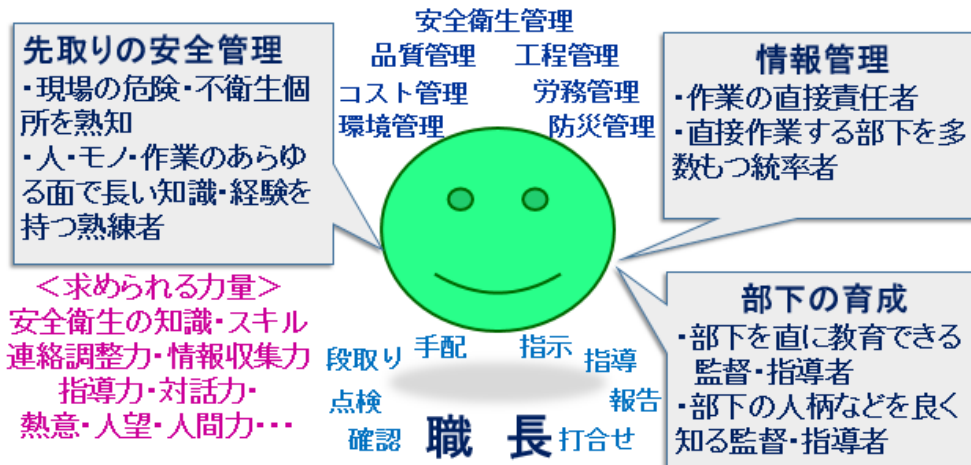 安全衛生管理
品質管理 工程管理
コスト管理 労務管理
環境管理 防災管理
先取りの安全管理
・現場の危険・不衛生個
所を熟知
・人・モノ・作業のあらゆ
る面で長い知識・経験を
持つ熟練者
情報管理
・作業の直接責任者
・直接作業する部下を多
数もつ統率者
＜求められる力量＞
安全衛生の知識・スキル
連絡調整力・情報収集力
指導力・対話力・
熱意・人望・人間力・・・
段取り 手配 指示 指導
点検 報告
確認 職長 打合せ
部下の育成
・部下を直に教育できる
監督・指導者
・部下の人柄などを良く
知る監督・指導者